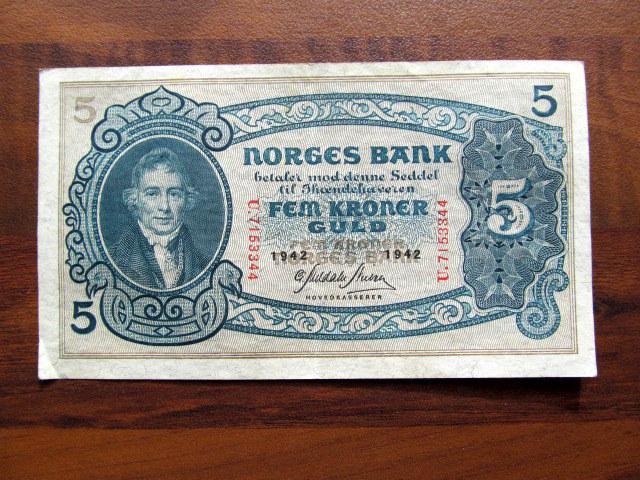 5
5
NORGES BANK
betaler mod denne Seddel
til Ihændehaveren
FEM KRONER
GULD
FEM KRONER
1942 1942
NORGES
HOVEDKASSERER
U.7153344
U.7153344
5
5